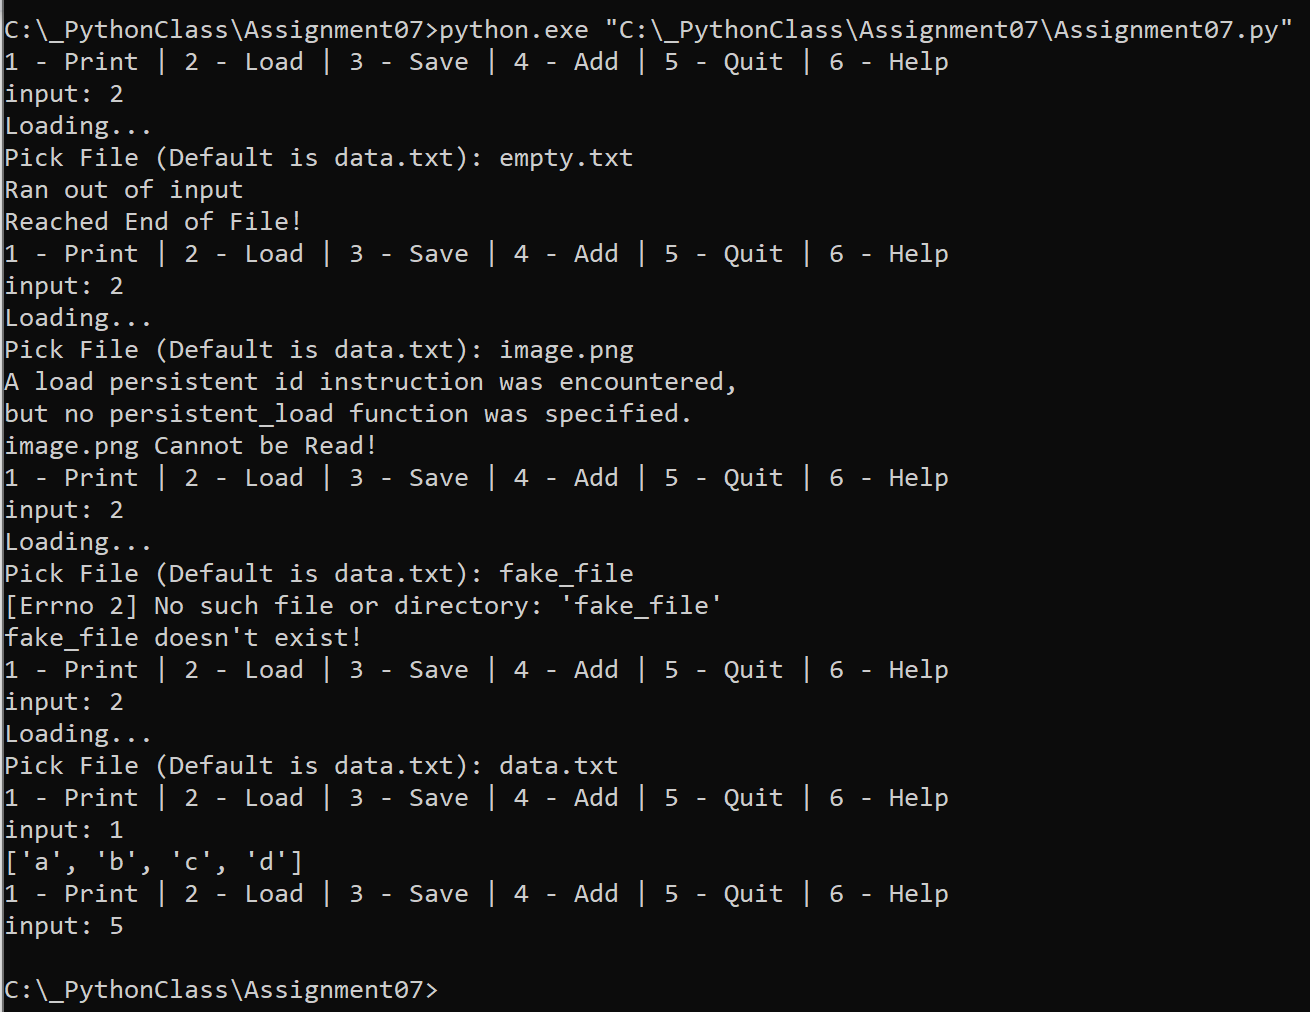 C:\_PythonClass\Assignment07>python.exe "C:\_PythonClass\Assignment07\Assignment07.py"
1 - Print | 2 - Load | 3 - Save | 4 - Add | 5 - Quit | 6 - Help
input: 2
Loading...
Pick File (Default is data.txt): empty.txt
Ran out of input
Reached End of File!
1 - Print | 2 - Load | 3 - Save | 4 - Add | 5 - Quit | 6 - Help
input: 2
Loading...
Pick File (Default is data.txt): image.png
A load persistent id instruction was encountered,
but no persistent_load function was specified.
image.png Cannot be Read!
1 - Print | 2 - Load | 3 - Save | 4 - Add | 5 - Quit | 6 - Help
input: 2
Loading...
Pick File (Default is data.txt): fake_file
[Errno 2] No such file or directory: 'fake_file'
fake_file doesn't exist!
1 - Print | 2 - Load | 3 - Save | 4 - Add | 5 - Quit | 6 - Help
input: 2
Loading...
Pick File (Default is data.txt): data.txt
1 - Print | 2 - Load | 3 - Save | 4 - Add | 5 - Quit | 6 - Help
input: 1
['a', 'b', 'c', 'd']
1 - Print | 2 - Load | 3 - Save | 4 - Add | 5 - Quit | 6 - Help
input: 5
C:\_PythonClass\Assignment07>